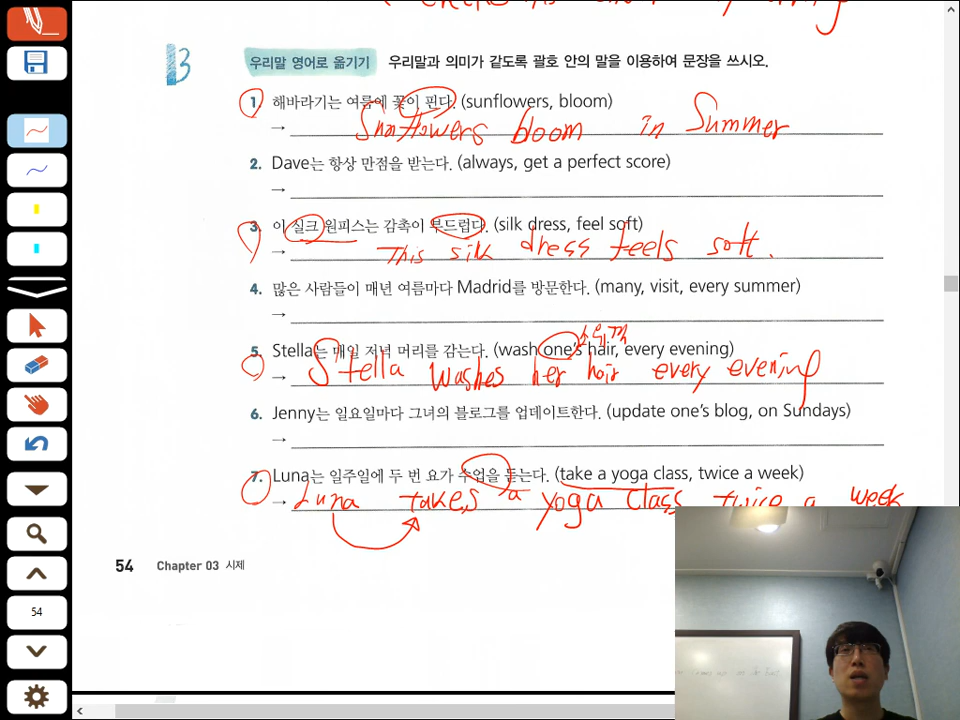 B 우리말 영어로 옮기기 우리말과 의미가 같도록 괄호 안의 말을 이용하여 문장을 쓰시오.
1. 해바라기는 여름에 꽃이 핀다. (sunflowers, bloom)
→ Sunflowers bloom in Summer
2. Dave는 항상 만점을 받는다. (always, get a perfect score)
→
3. 이 실크 원피스는 감촉이 부드럽다. (silk dress, feel soft)
→ This silk dress feels soft.
4. 많은 사람들이 매년 여름마다 Madrid를 방문한다. (many, visit, every summer)
→
소유격
5. Stella는 매일 저녁 머리를 감는다. (wash one's hair, every evening)
→ Stella washes her hair every evening
6. Jenny는 일요일마다 그녀의 블로그를 업데이트한다. (update one's blog, on Sundays)
→
7. Luna는 일주일에 두 번 요가 수업을 듣는다. (take a yoga class, twice a week)
→ Luna takes a yoga class twice a week
54 Chapter 03 시제
54